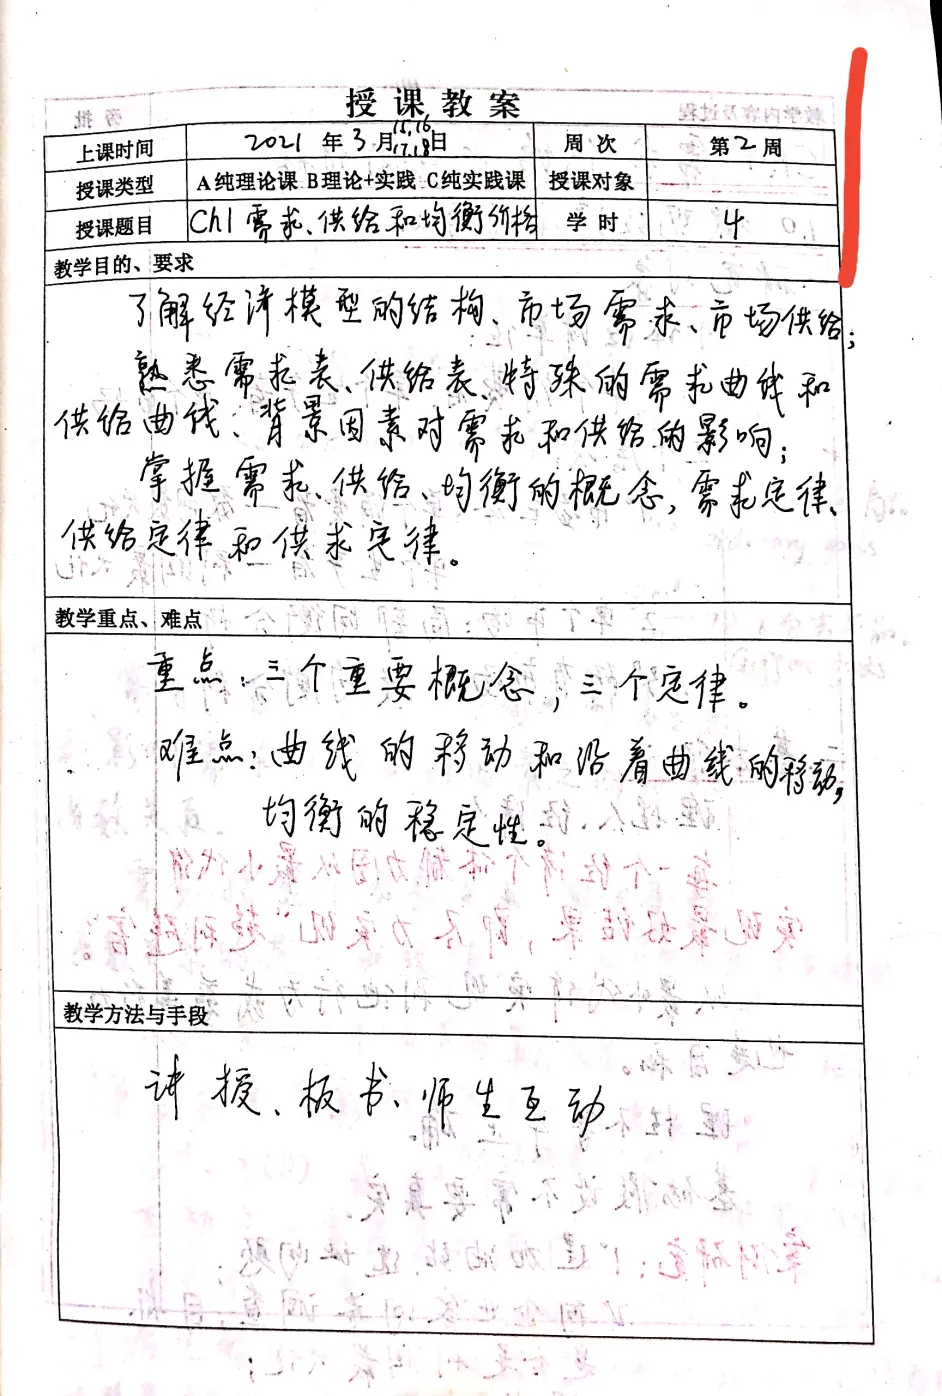 授课教案
上课时间 2021年3月15.16.17.18日 周次 第2周
授课类型 A纯理论课 B理论+实践 C纯实践课 授课对象
授课题目 Ch1 需求、供给和均衡价格 学时 4
教学目的、要求
了解经济模型的结构、市场需求、市场供给;
熟悉需求表、供给表、特殊的需求曲线和
供给曲线、背景因素对需求和供给的影响;
掌握需求、供给、均衡的概念,需求定律、
供给定律和供求定律。
教学重点、难点
重点:三个重要概念,三个定律。
难点:曲线的移动和沿着曲线的移动,
均衡的稳定性。
教学方法与手段
讲授、板书、师生互动